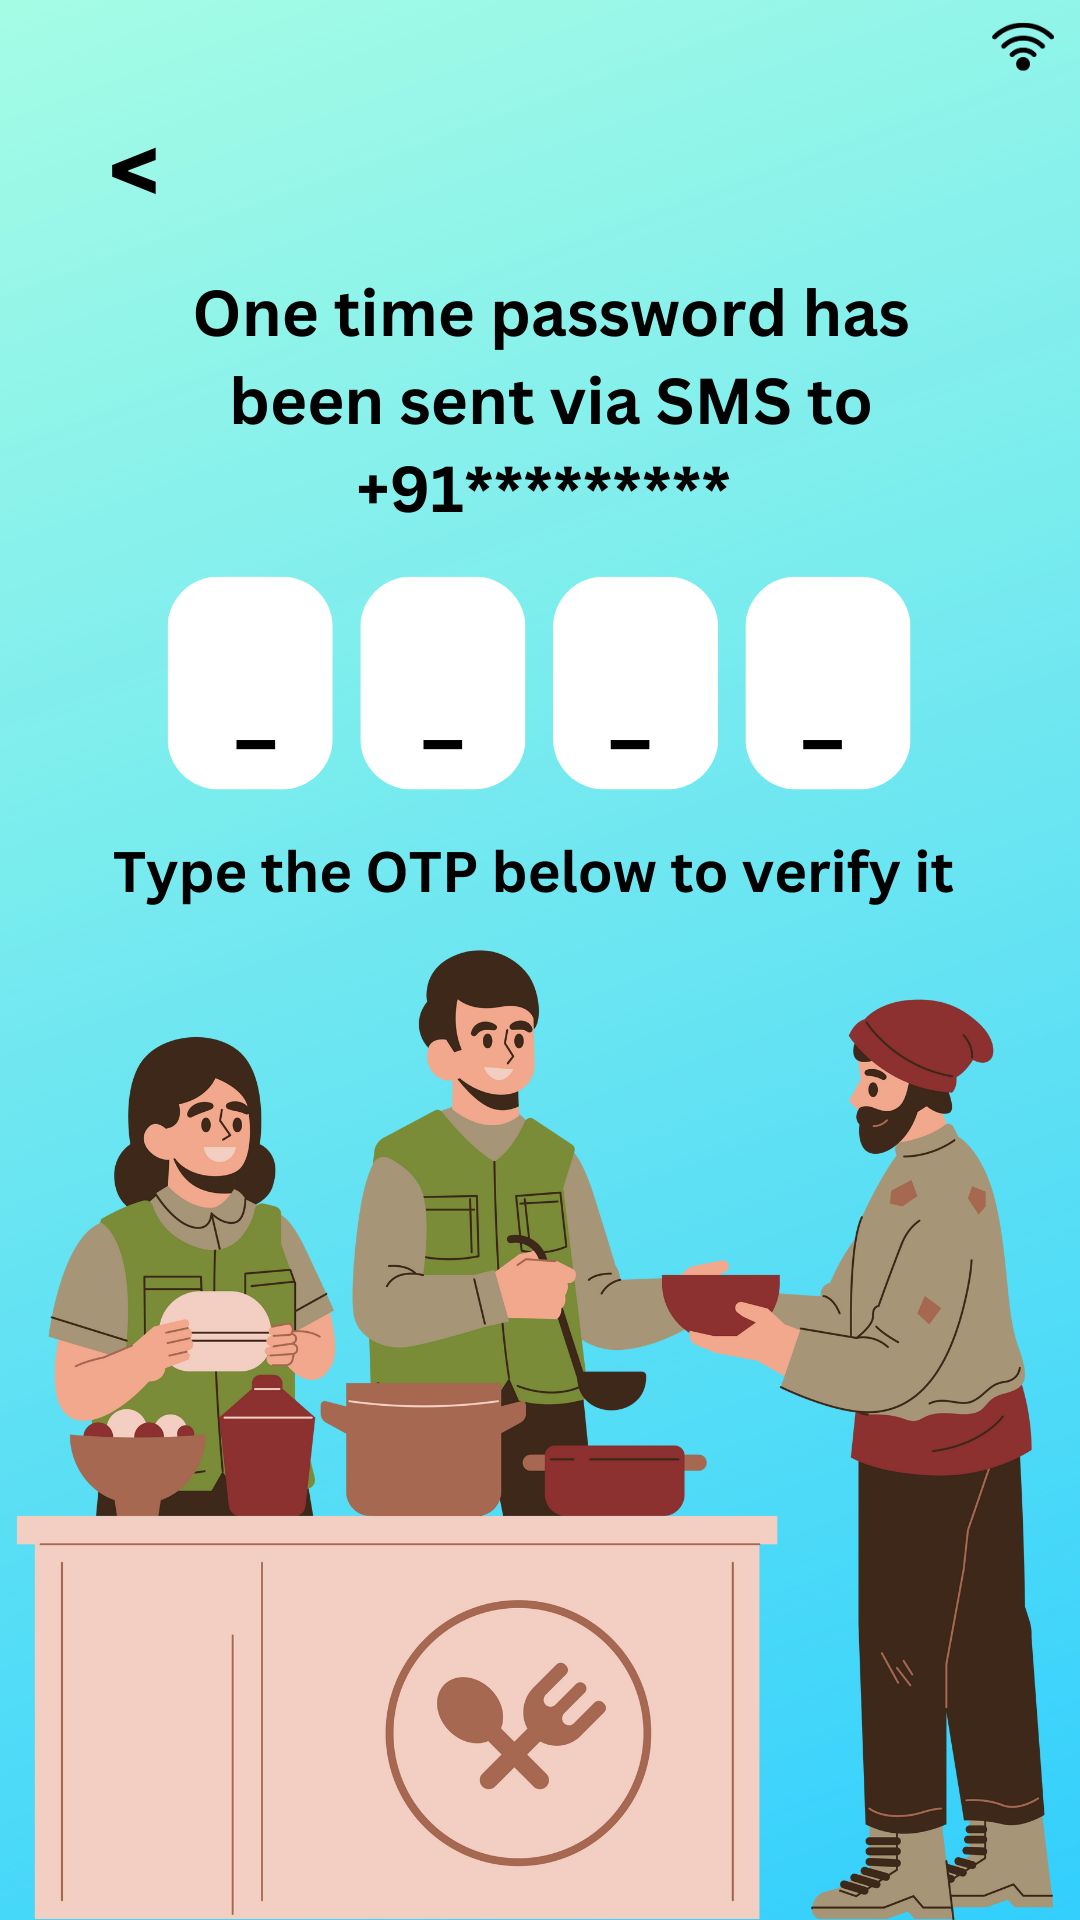 <
One time password has
been sent via SMS to
+91*********
_ _ _ _
Type the OTP below to verify it